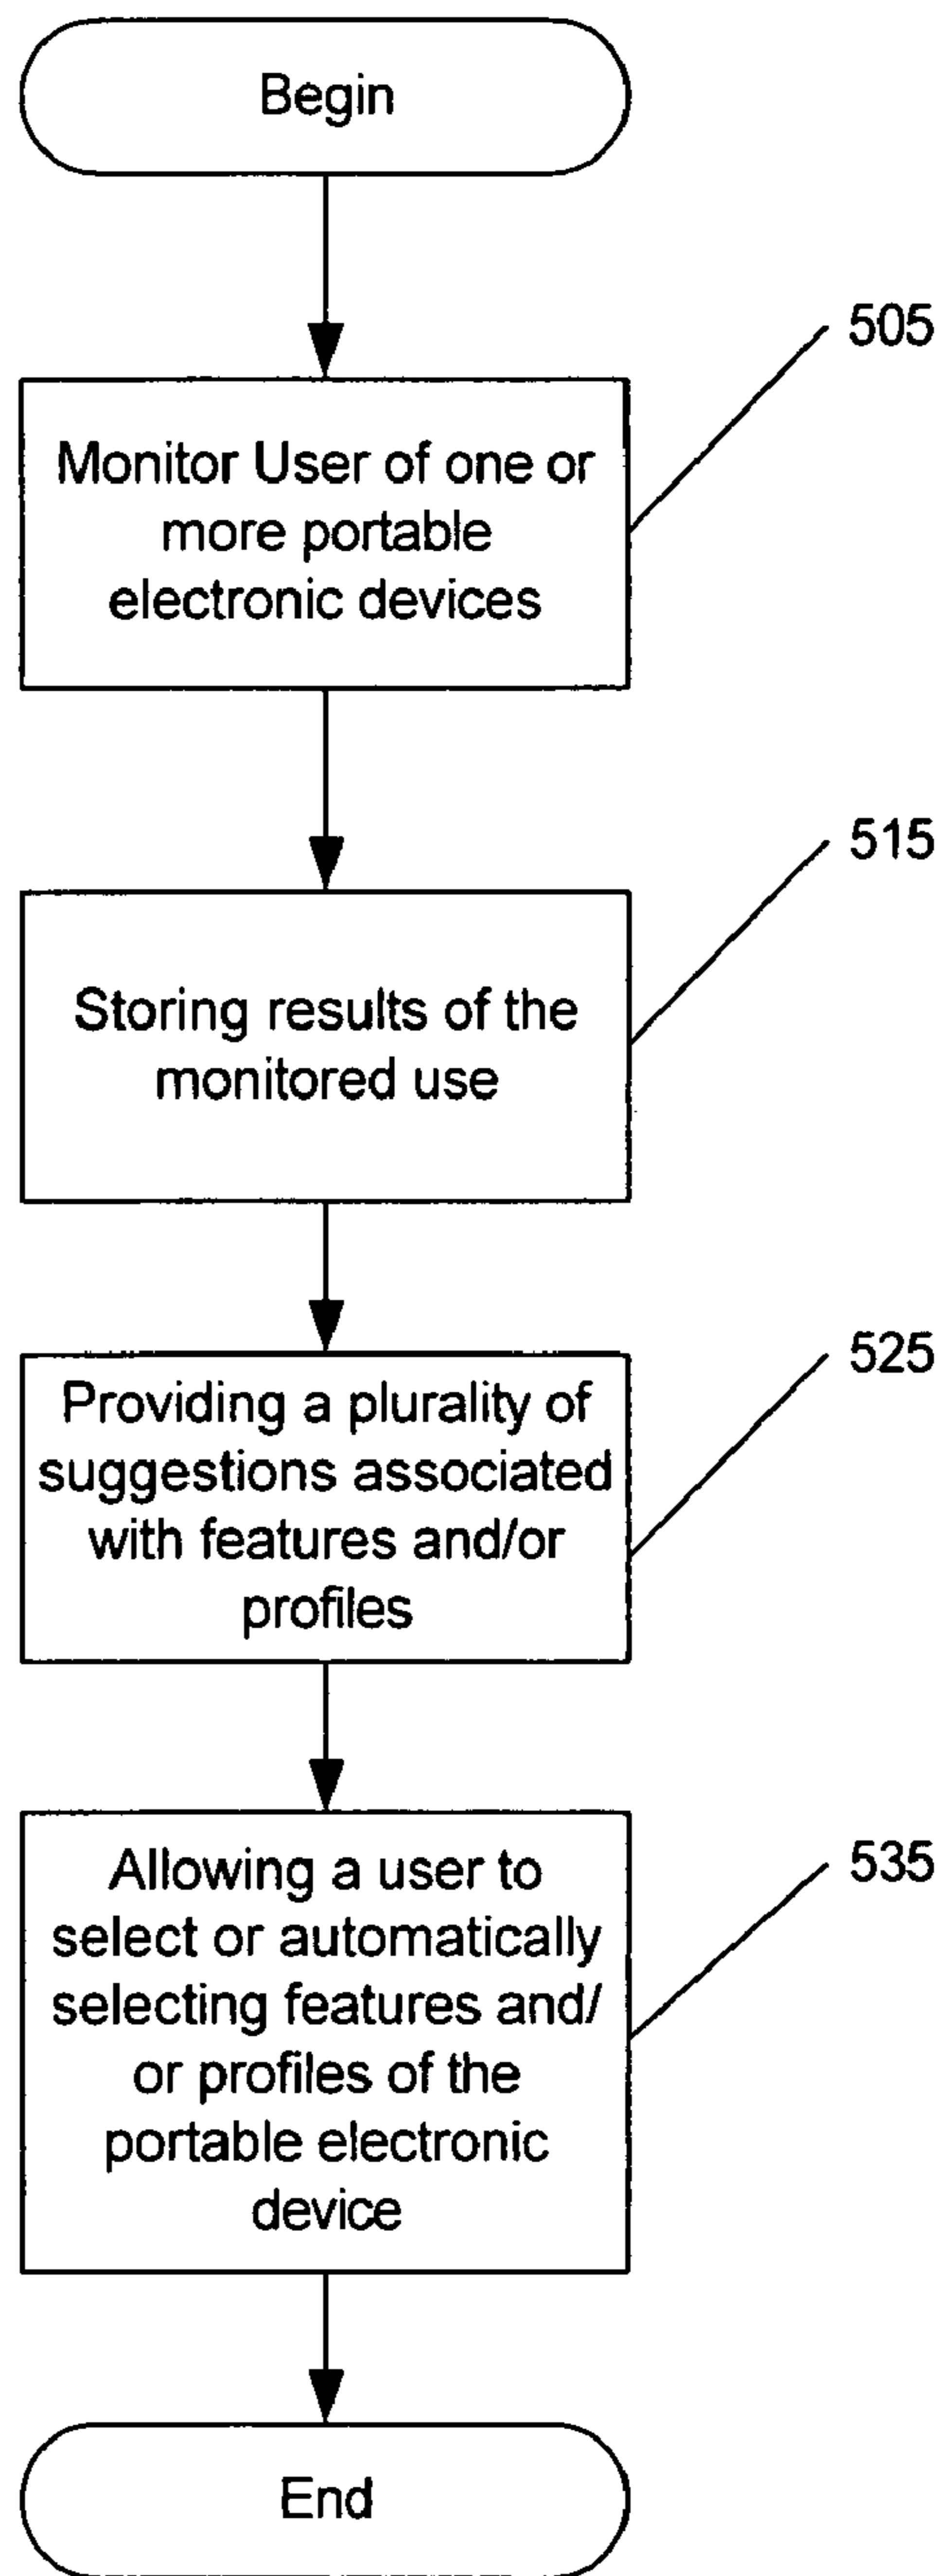 Begin
505
Monitor User of one or
more portable
electronic devices
515
Storing results of the
monitored use
525
Providing a plurality of
suggestions associated
with features and/or
profiles
535
Allowing a user to
select or automatically
selecting features and/
or profiles of the
portable electronic
device
End